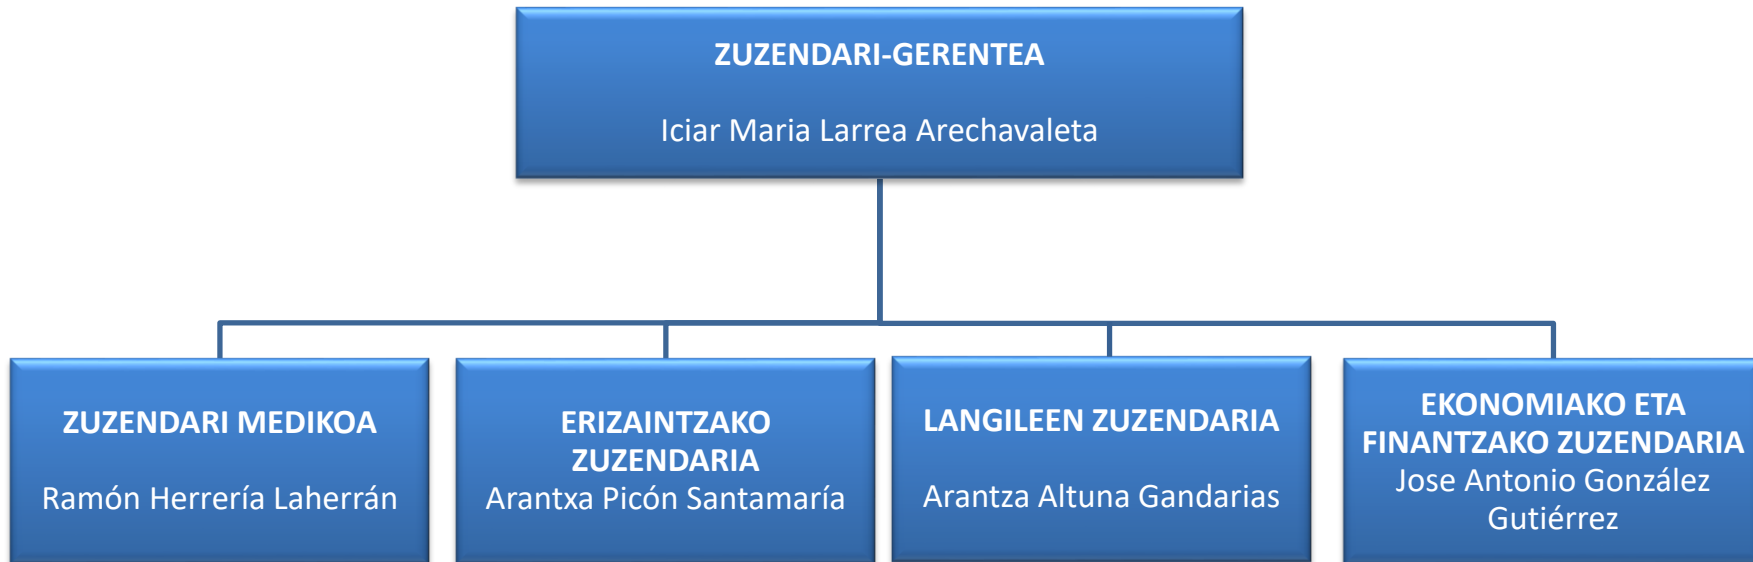 ZUZENDARI-GERENTEA
Iciar Maria Larrea Arechavaleta
ZUZENDARI MEDIKOA
Ramón Herrería Laherrán
ERIZAINTZAKO
ZUZENDARIA
Arantxa Picón Santamaría
LANGILEEN ZUZENDARIA
Arantza Altuna Gandarias
EKONOMIAKO ETA
FINANTZAKO ZUZENDARIA
Jose Antonio González
Gutiérrez